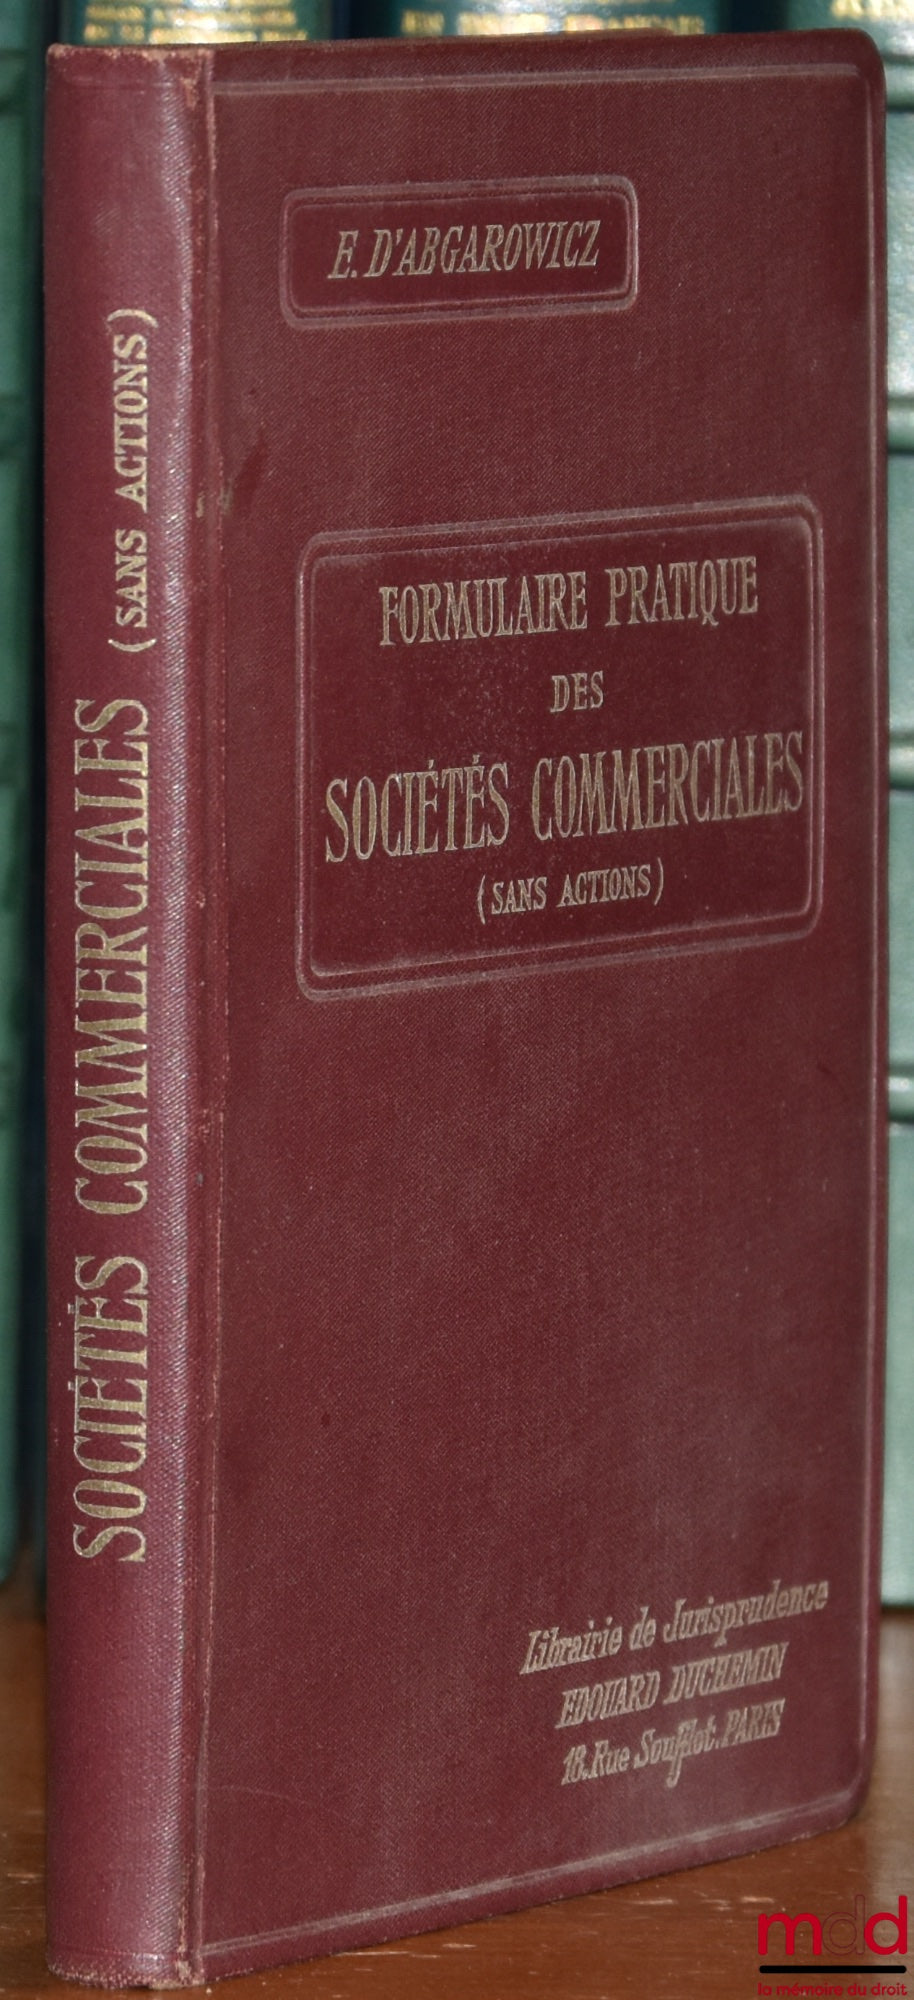 E. D'ABGAROWICZ
FORMULAIRE PRATIQUE
DES
SOCIÉTÉS COMMERCIALES
(SANS ACTIONS)
Librairie de Jurisprudence
EDOUARD DUCHEMIN
18.Rue Soufflot.PARIS
SOCIÉTÉS COMMERCIALES (SANS ACTIONS)
mdd
la mémoire du droit